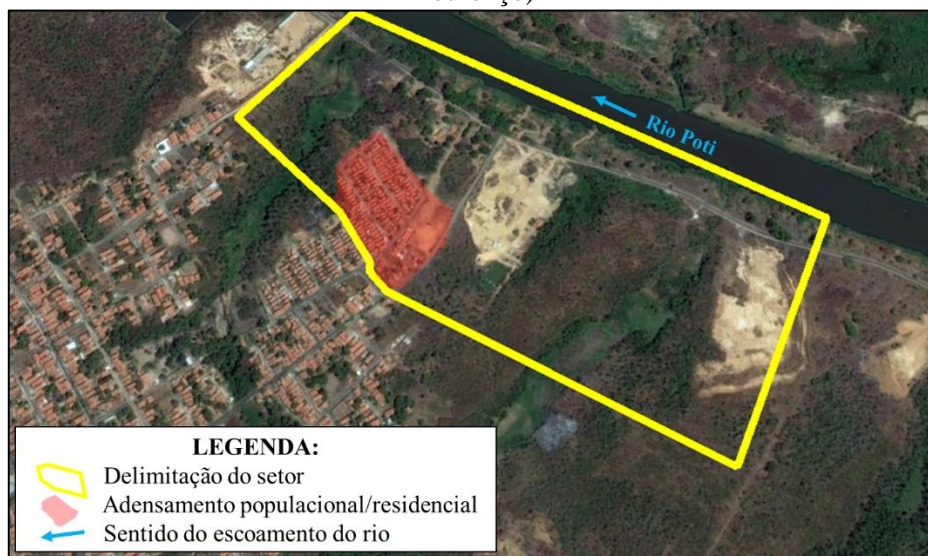 Rio Poti
LEGENDA:
Delimitação do setor
Adensamento populacional/residencial
Sentido do escoamento do rio